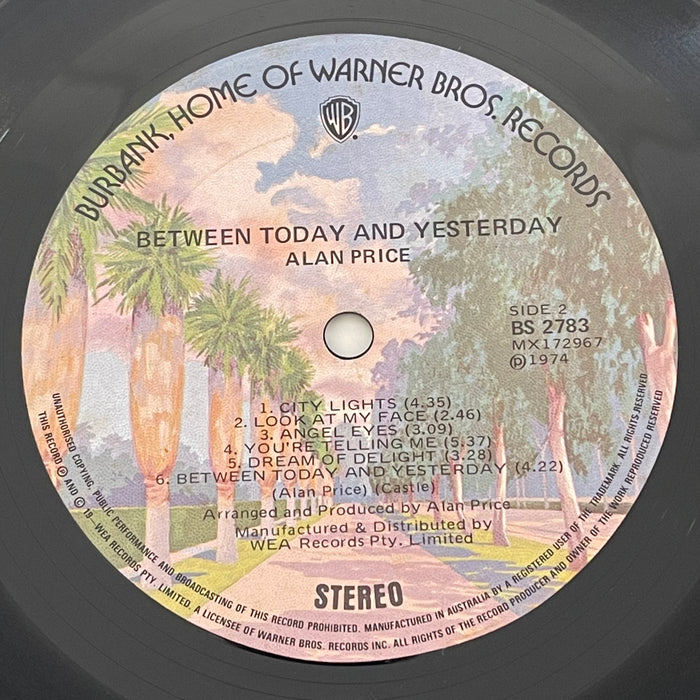 BURBANK, HOME OF WARNER BROS. RECORDS
WB
BETWEEN TODAY AND YESTERDAY
ALAN PRICE
SIDE 2
BS 2783
MX172967
Ⓟ1974
1. CITY LIGHTS (4.35)
2. LOOK AT MY FACE (2.46)
3. ANGEL EYES (3.09)
4. YOU'RE TELLING ME (5.37)
5. DREAM OF DELIGHT (3.28)
6. BETWEEN TODAY AND YESTERDAY (4.22)
(Alan Price) (Castle)
Arranged and Produced by Alan Price
Manufactured & Distributed by
WEA Records Pty. Limited
STEREO
UNAUTHORISED COPYING, PUBLIC PERFORMANCE AND BROADCASTING OF THIS RECORD PROHIBITED. MANUFACTURED IN AUSTRALIA BY A REGISTERED USER OF THE TRADEMARK. ALL RIGHTS RESERVED
THIS RECORD Ⓟ AND © 19—WEA RECORDS PTY. LIMITED. A LICENSEE OF WARNER BROS. RECORDS INC. ALL RIGHTS OF THE RECORD PRODUCER AND OWNER OF THE WORK REPRODUCED RESERVED